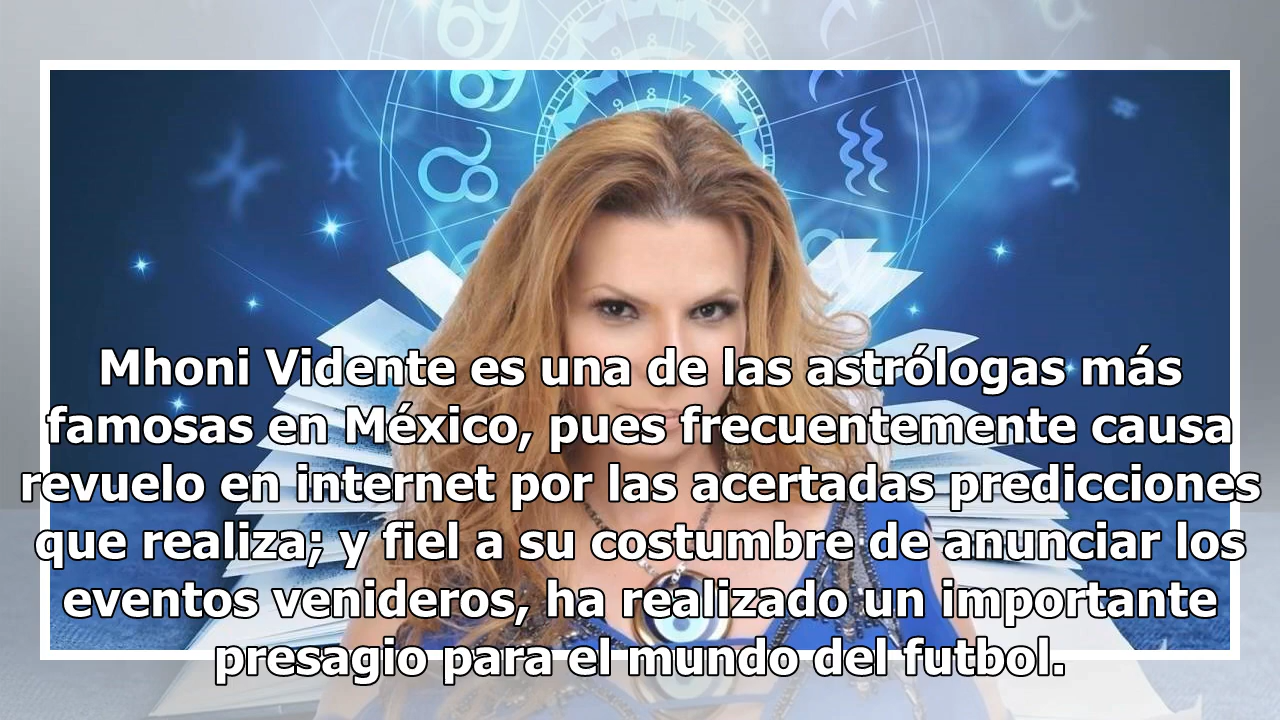 Mhoni Vidente es una de las astrólogas más
famosas en México, pues frecuentemente causa
revuelo en internet por las acertadas predicciones
que realiza; y fiel a su costumbre de anunciar los
eventos venideros, ha realizado un importante
presagio para el mundo del futbol.